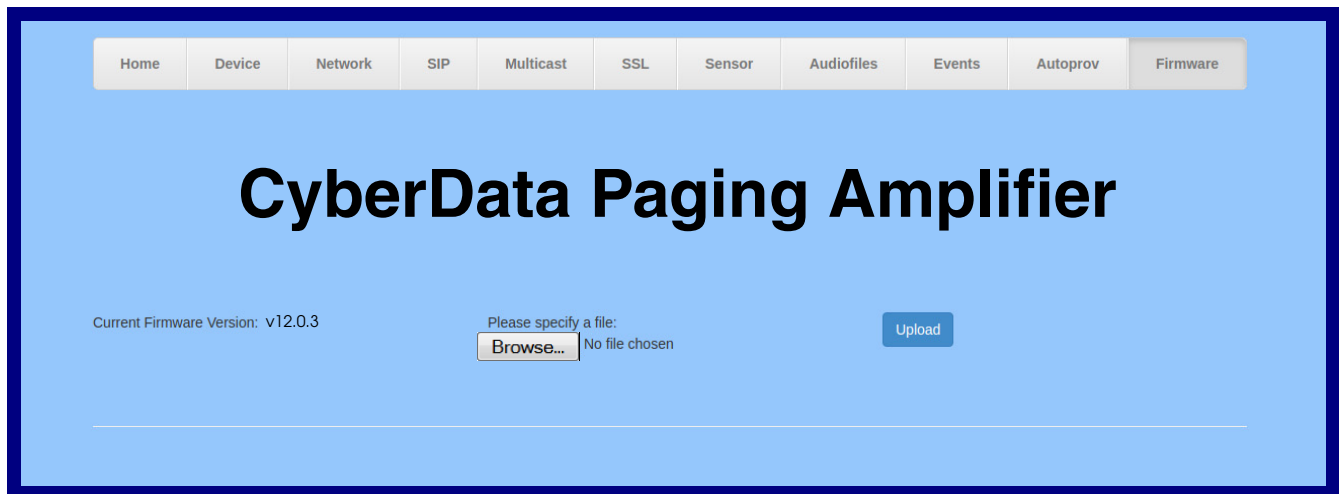 Home Device Network SIP Multicast SSL Sensor Audiofiles Events Autoprov Firmware
CyberData Paging Amplifier
Current Firmware Version: v12.0.3
Please specify a file:
Browse... No file chosen
Upload